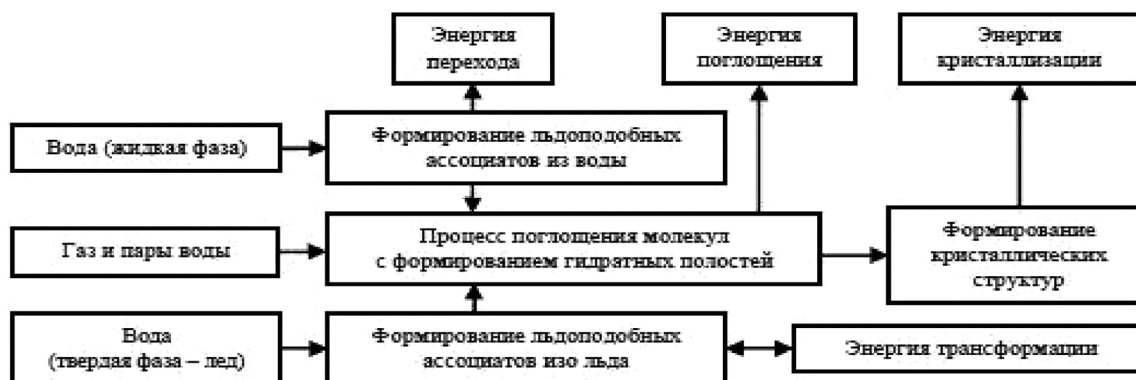 Энергия
перехода
Энергия
поглощения
Энергия
кристаллизации
Вода (жидкая фаза)
Формирование льдоподобных
ассоциатов из воды
Газ и пары воды
Процесс поглощения молекул
с формированием гидратных полостей
Формирование
кристаллических
структур
Вода
(твердая фаза – лед)
Формирование льдоподобных
ассоциатов изо льда
Энергия трансформации